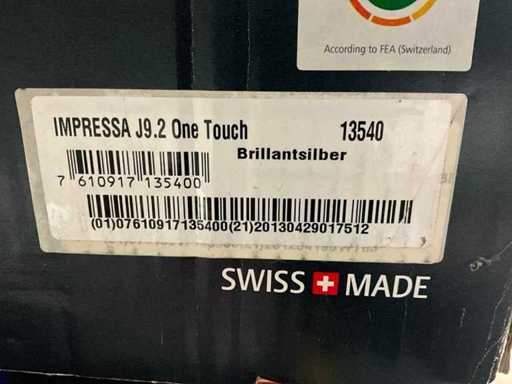 According to FEA (Switzerland)
IMPRESSA J9.2 One Touch 13540
Brillantsilber
7 610917 135400
(01)07610917135400(21)20130429017512
SWISS MADE